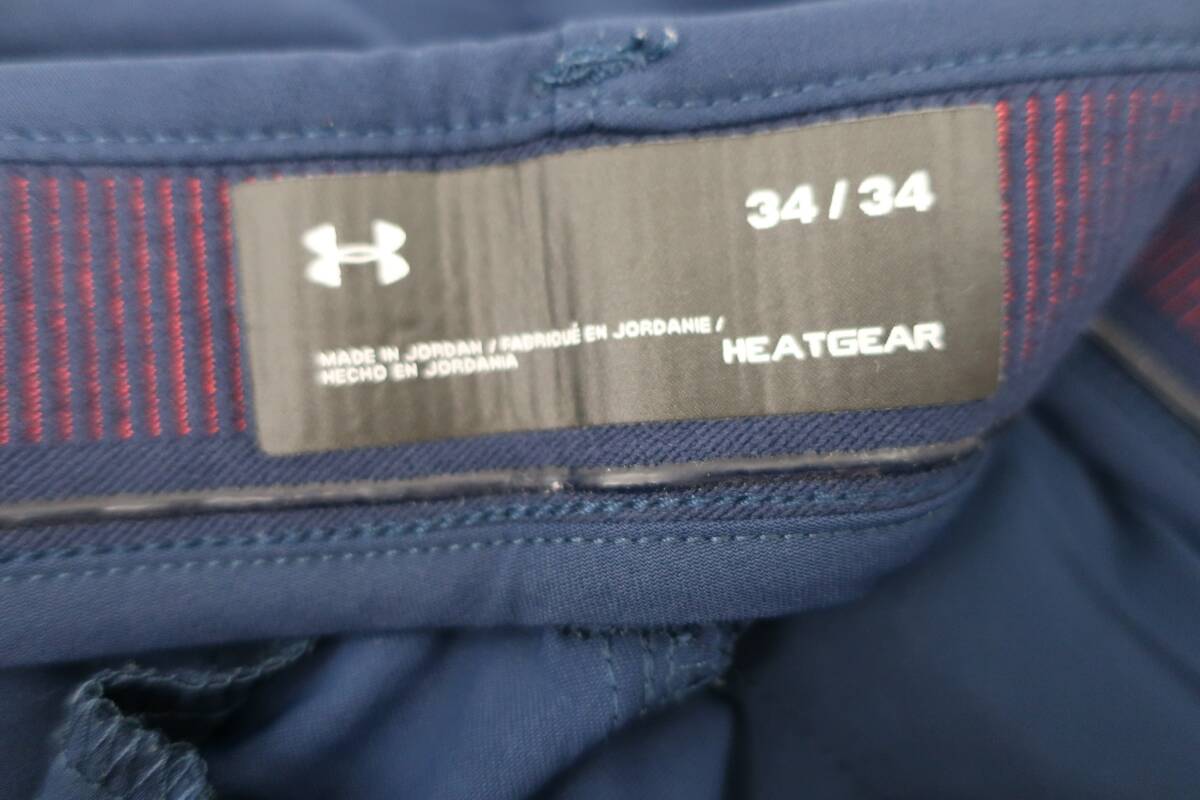 34 / 34
MADE IN JORDAN / FABRIQUÉ EN JORDANIE /
HECHO EN JORDANIA
HEATGEAR